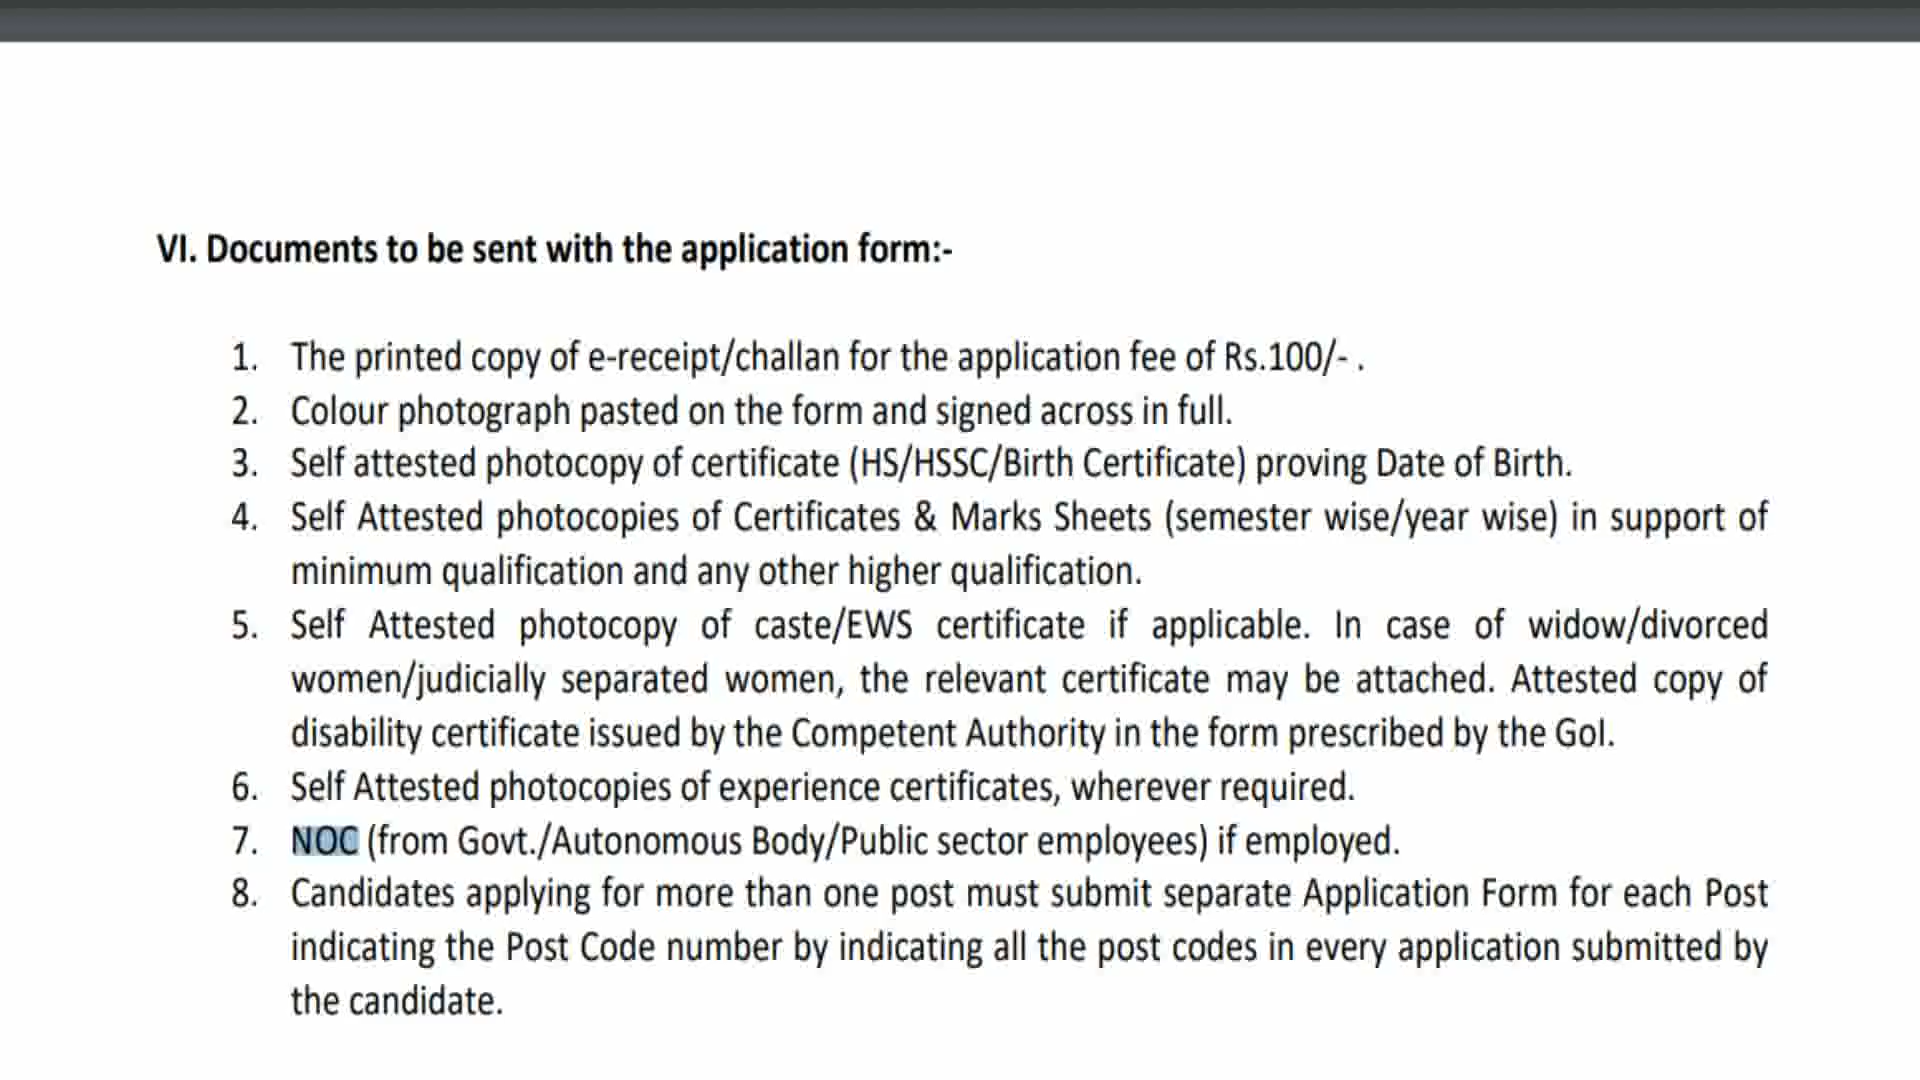 VI. Documents to be sent with the application form:-
1. The printed copy of e-receipt/challan for the application fee of Rs.100/- .
2. Colour photograph pasted on the form and signed across in full.
3. Self attested photocopy of certificate (HS/HSSC/Birth Certificate) proving Date of Birth.
4. Self Attested photocopies of Certificates & Marks Sheets (semester wise/year wise) in support of
minimum qualification and any other higher qualification.
5. Self Attested photocopy of caste/EWS certificate if applicable. In case of widow/divorced
women/judicially separated women, the relevant certificate may be attached. Attested copy of
disability certificate issued by the Competent Authority in the form prescribed by the GoI.
6. Self Attested photocopies of experience certificates, wherever required.
7. NOC (from Govt./Autonomous Body/Public sector employees) if employed.
8. Candidates applying for more than one post must submit separate Application Form for each Post
indicating the Post Code number by indicating all the post codes in every application submitted by
the candidate.